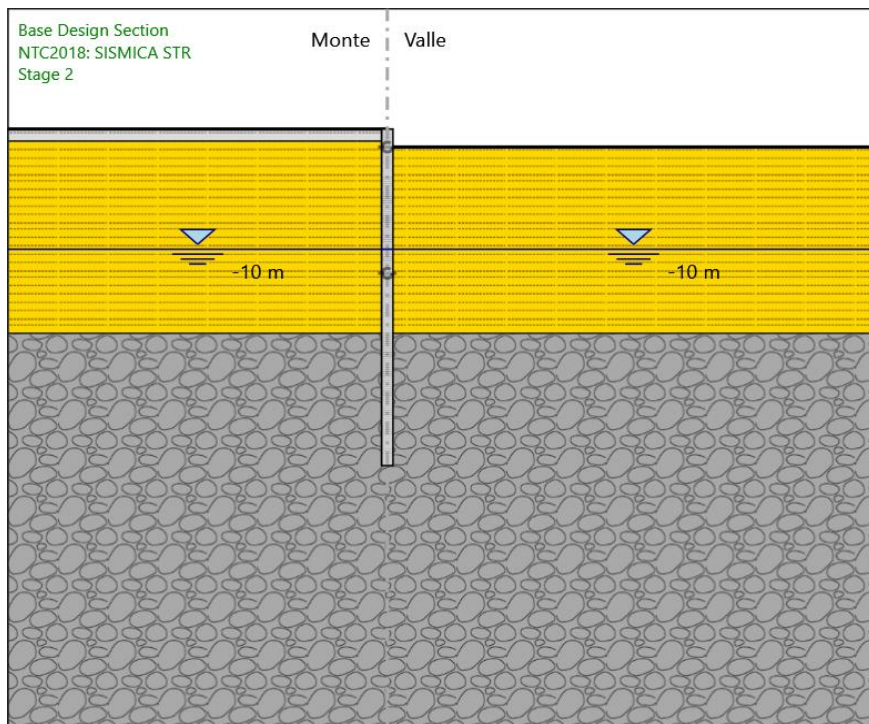 Base Design Section
NTC2018: SISMICA STR
Stage 2
Monte
Valle
-10 m
-10 m